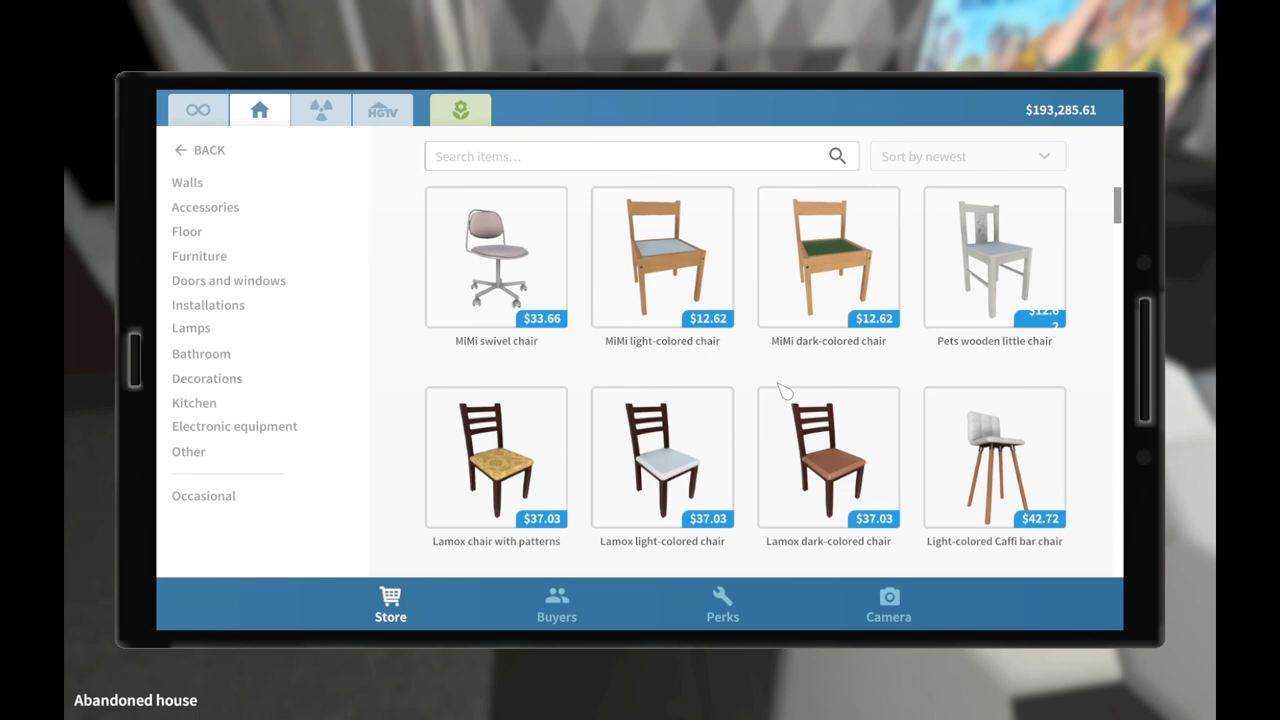 HGTV
$193,285.61
BACK
Search items...
Sort by newest
Walls
Accessories
Floor
Furniture
Doors and windows
Installations
Lamps
Bathroom
Decorations
Kitchen
Electronic equipment
Other
Occasional
$33.66
$12.62
$12.62
$12.6
2
MiMi swivel chair
MiMi light-colored chair
MiMi dark-colored chair
Pets wooden little chair
$37.03
$37.03
$37.03
$42.72
Lamox chair with patterns
Lamox light-colored chair
Lamox dark-colored chair
Light-colored Caffi bar chair
Store
Buyers
Perks
Camera
Abandoned house